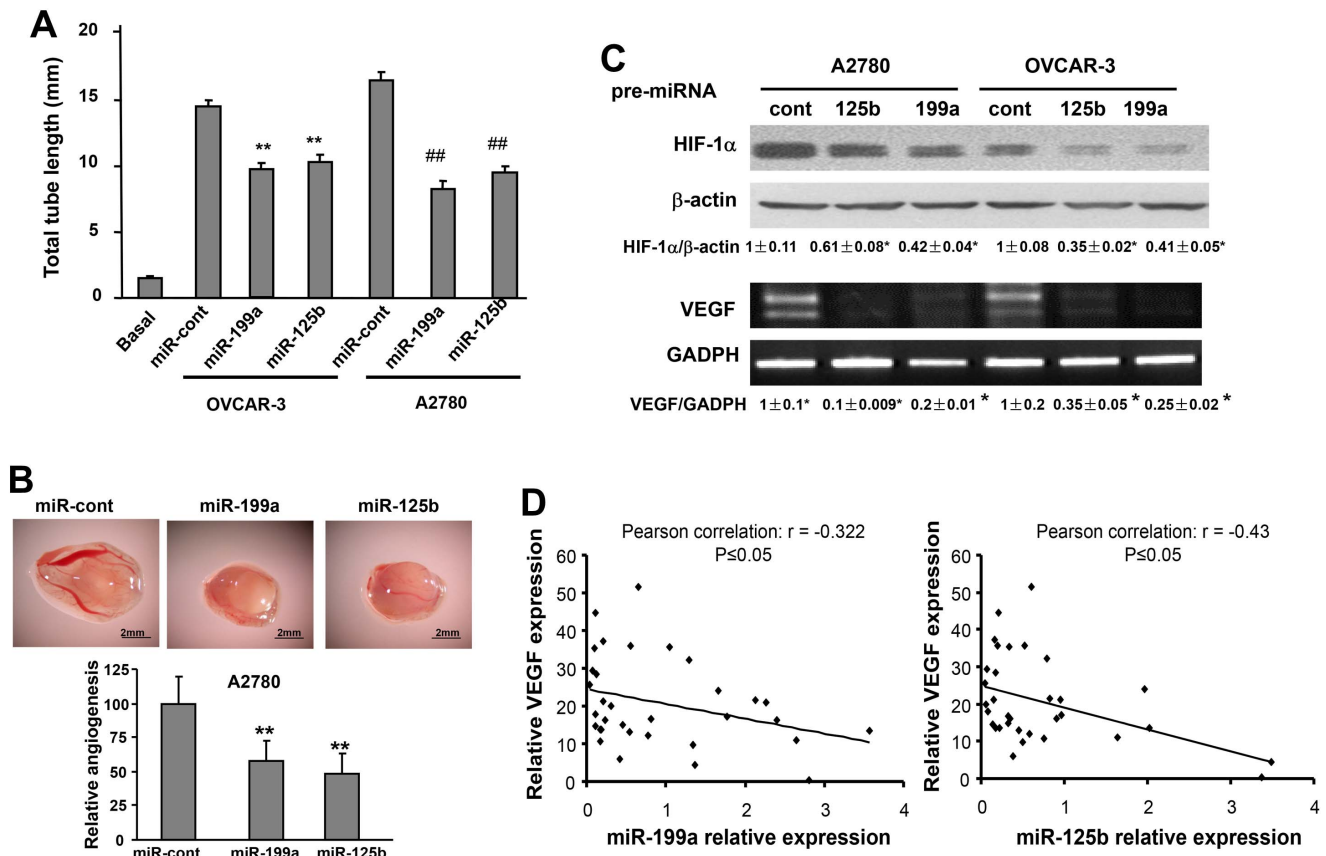 A
20
15
10
5
0
Total tube length (mm)
**
**
##
##
Basal
miR-cont
miR-199a
miR-125b
miR-cont
miR-199a
miR-125b
OVCAR-3
A2780
B
miR-cont miR-199a miR-125b
2mm 2mm 2mm
Relative angiogenesis
125
100
75
50
25
0
A2780
**
**
miR-cont miR-199a miR-125b
C
A2780 OVCAR-3
pre-miRNA
cont 125b 199a cont 125b 199a
HIF-1α
β-actin
HIF-1α/β-actin 1±0.11 0.61±0.08* 0.42±0.04* 1±0.08 0.35±0.02* 0.41±0.05*
VEGF
GADPH
VEGF/GADPH 1±0.1* 0.1±0.009* 0.2±0.01 * 1±0.2 0.35±0.05 * 0.25±0.02 *
D
Pearson correlation: r = -0.322
P≤0.05
Relative VEGF expression
60
50
40
30
20
10
0
0 1 2 3 4
miR-199a relative expression
Pearson correlation: r = -0.43
P≤0.05
Relative VEGF expression
60
50
40
30
20
10
0
0 1 2 3 4
miR-125b relative expression